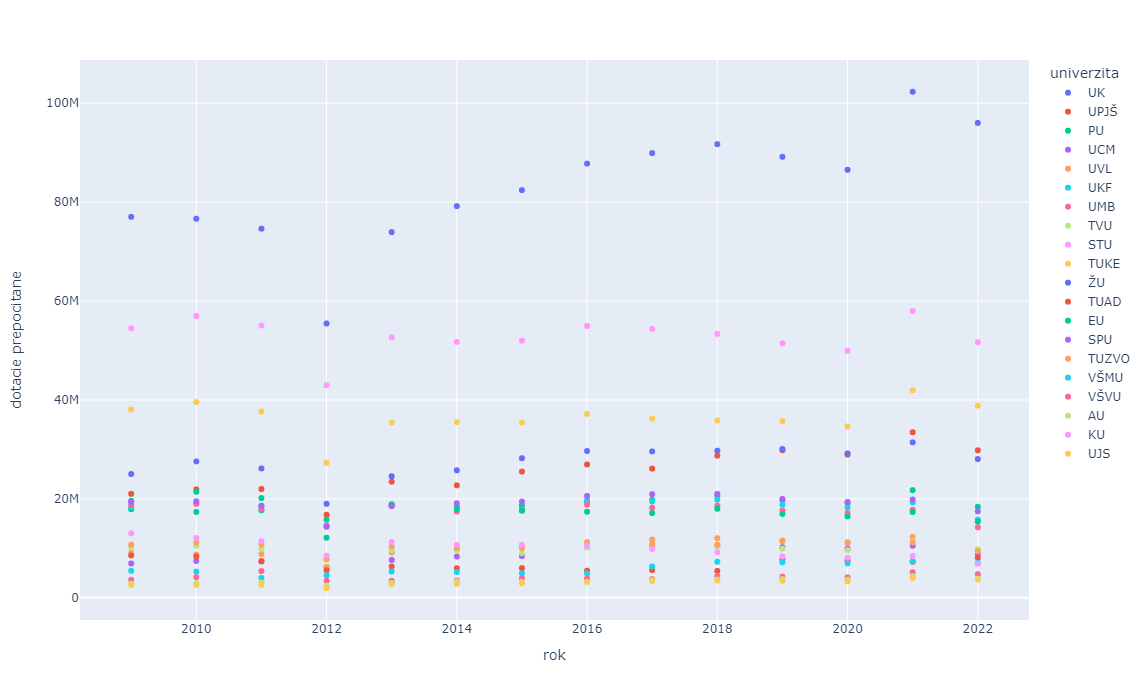 univerzita
UK
UPJŠ
PU
UCM
UVL
UKF
UMB
TVU
STU
TUKE
ŽU
TUAD
EU
SPU
TUZVO
VŠMU
VŠVU
AU
KU
UJS
100M
80M
60M
40M
20M
0
dotacie prepocitane
2010
2012
2014
2016
2018
2020
2022
rok